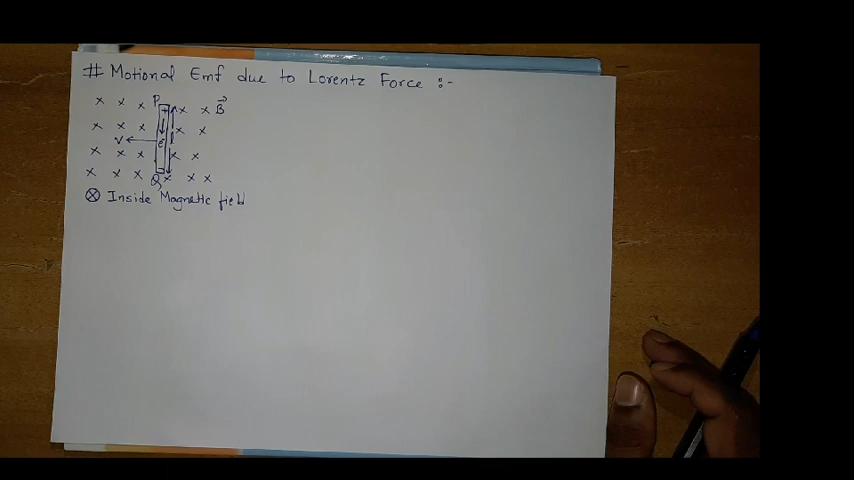 # Motional Emf due to Lorentz Force :-
x x x P + x x B⃗
x x x x x
V e⁻ l
x x x x x
x x x - Q x x x
⊗ Inside Magnetic field